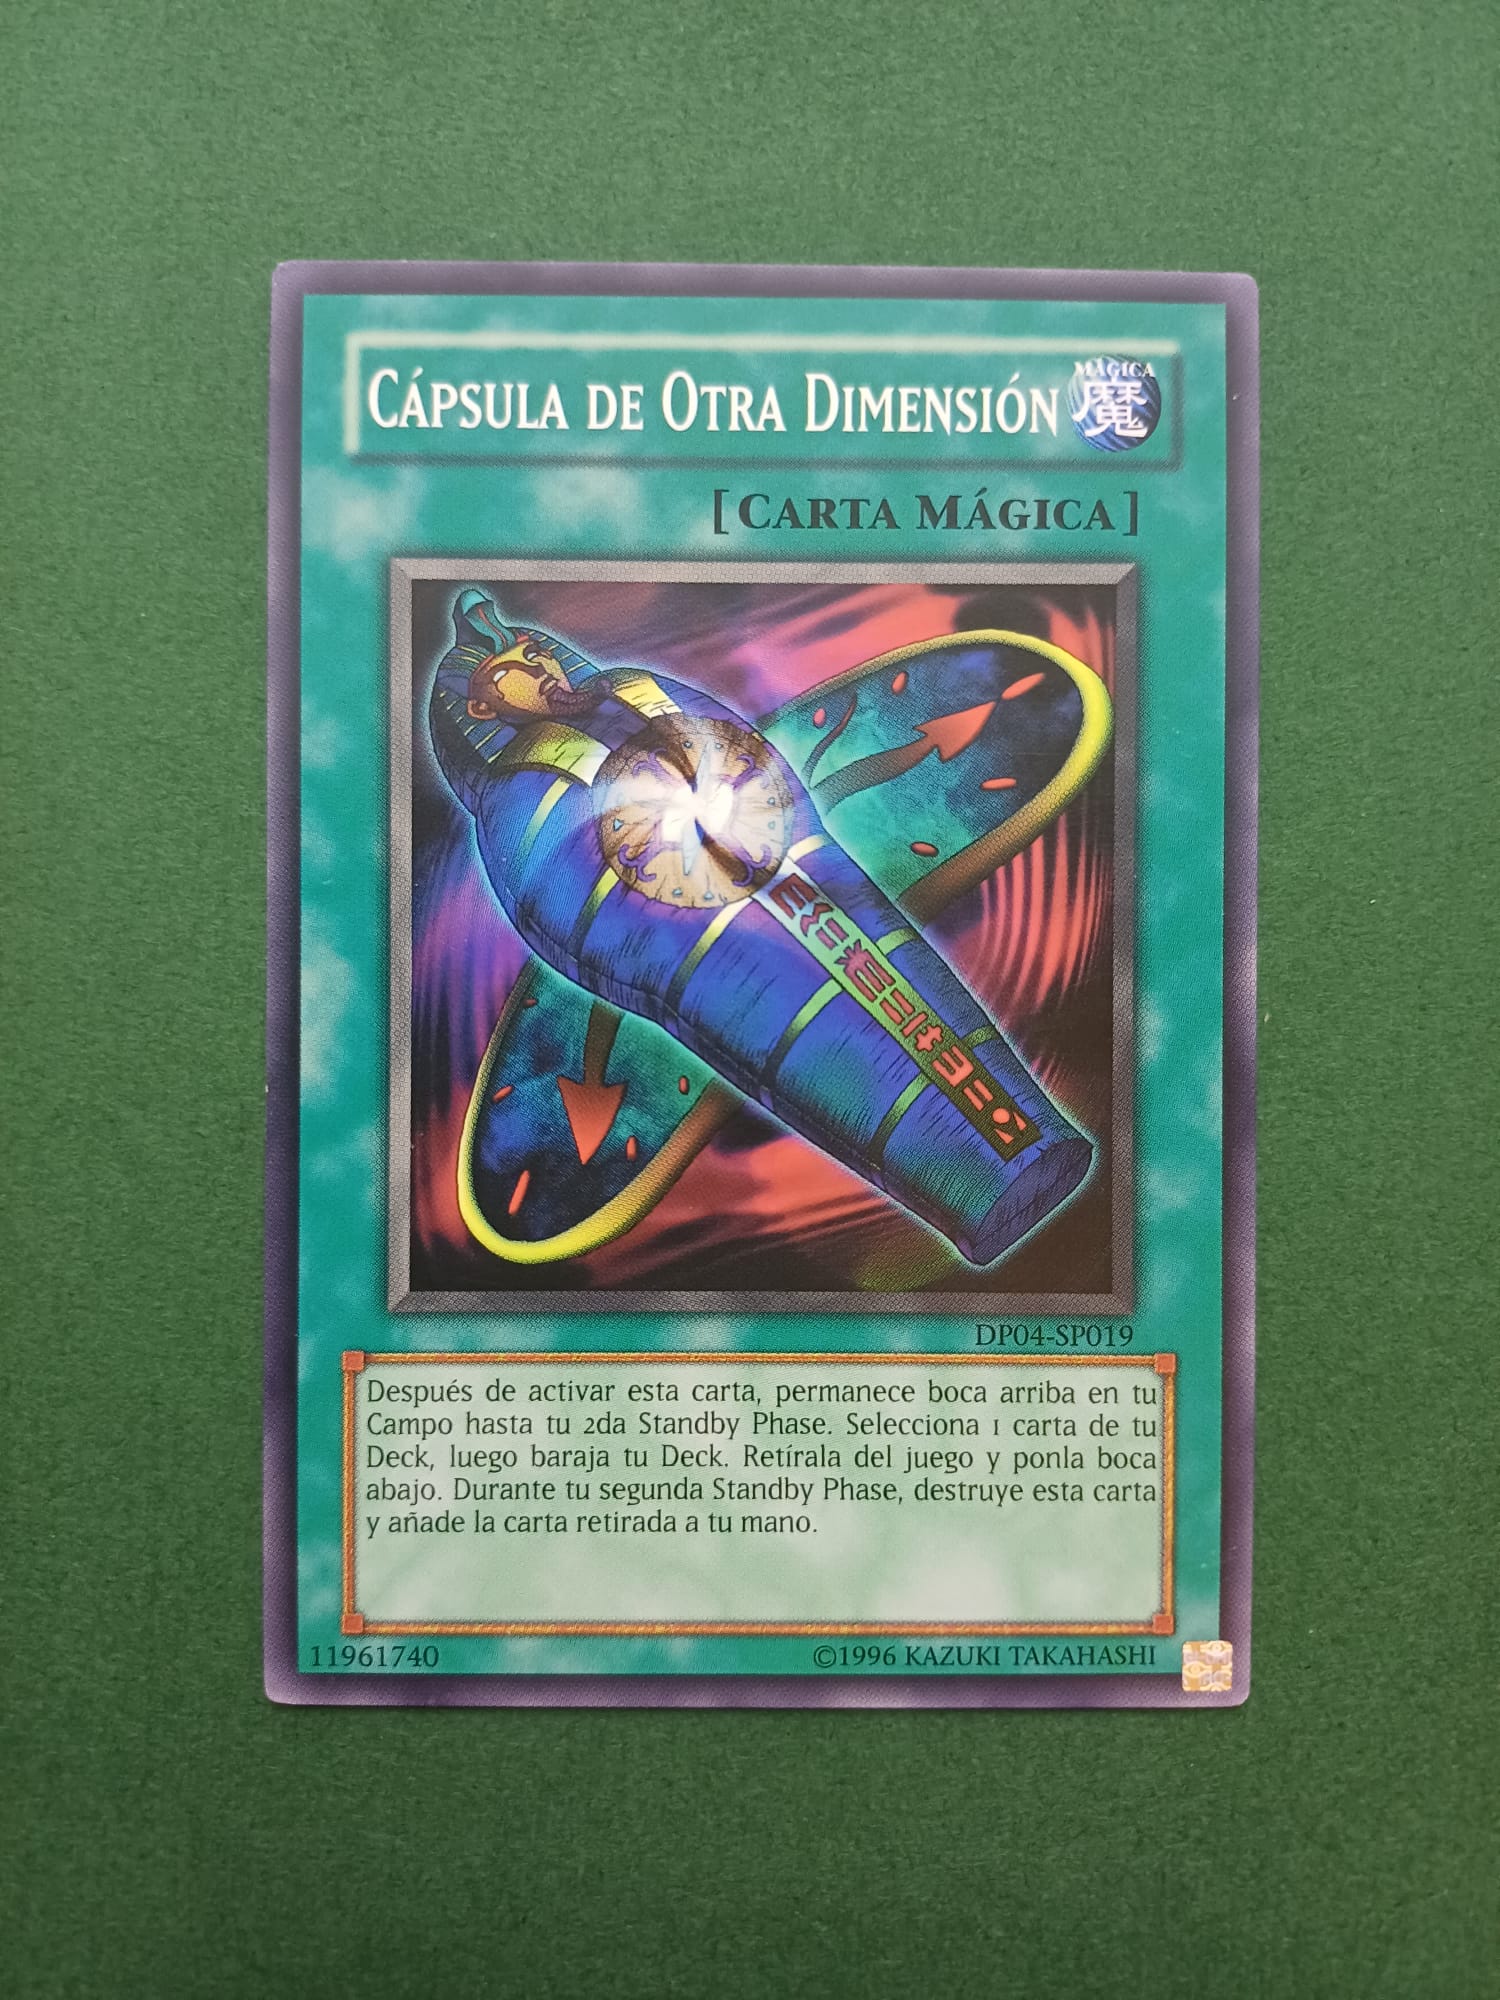 CÁPSULA DE OTRA DIMENSIÓN
MÁGICA
魔
[CARTA MÁGICA]
DP04-SP019
Después de activar esta carta, permanece boca arriba en tu
Campo hasta tu 2da Standby Phase. Selecciona 1 carta de tu
Deck, luego baraja tu Deck. Retírala del juego y ponla boca
abajo. Durante tu segunda Standby Phase, destruye esta carta
y añade la carta retirada a tu mano.
11961740
©1996 KAZUKI TAKAHASHI